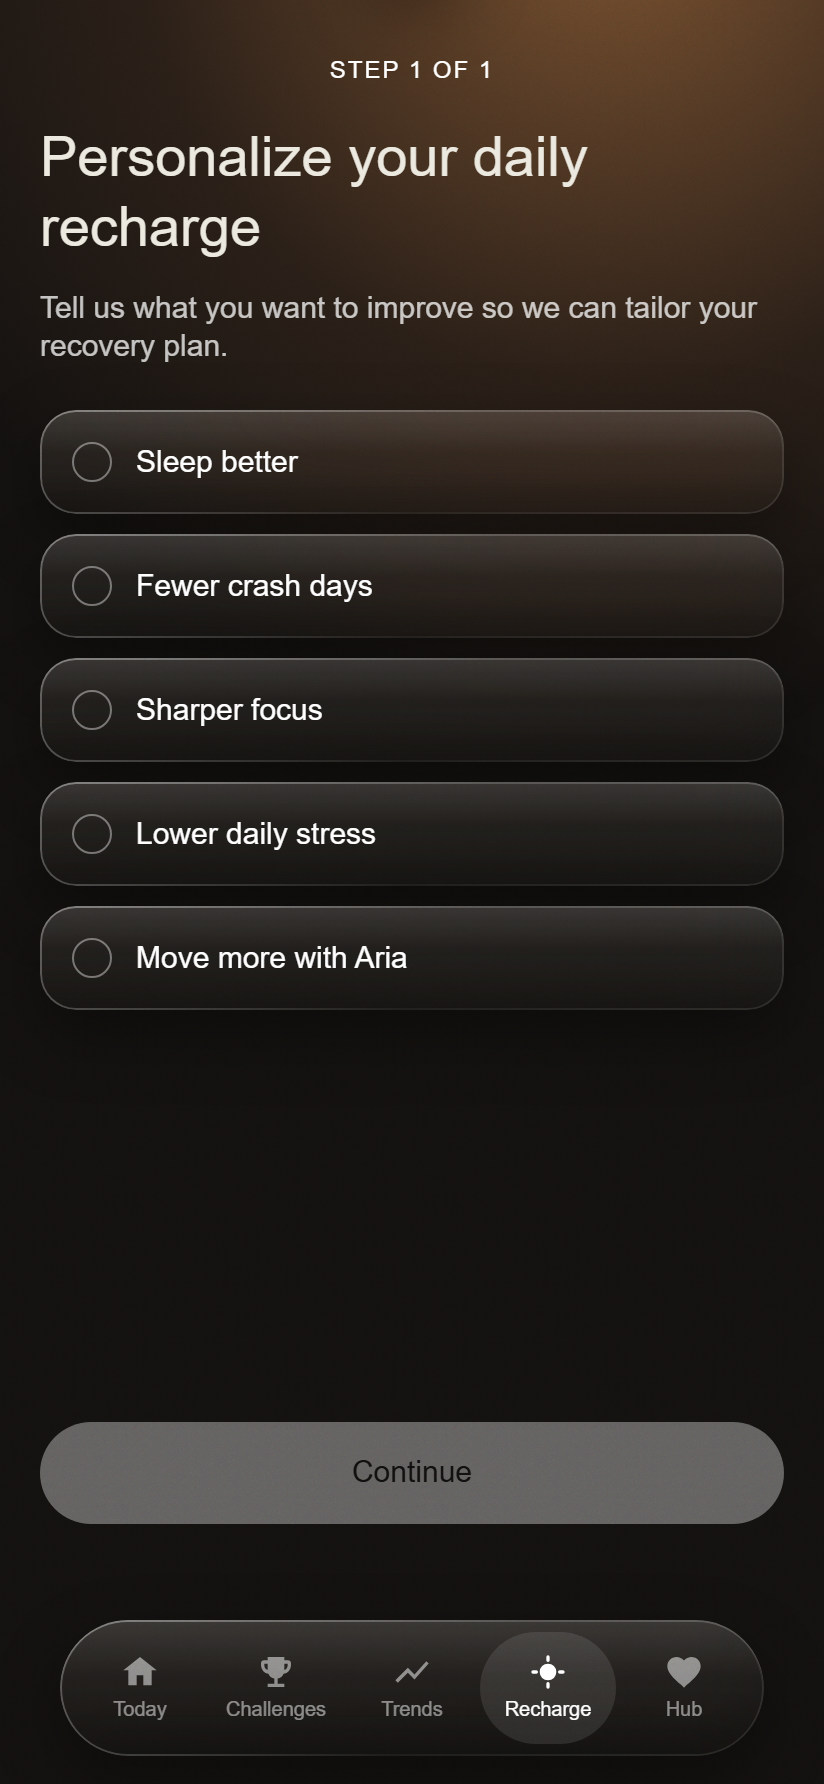 STEP 1 OF 1
Personalize your daily
recharge
Tell us what you want to improve so we can tailor your
recovery plan.
Sleep better
Fewer crash days
Sharper focus
Lower daily stress
Move more with Aria
Continue
Today
Challenges
Trends
Recharge
Hub